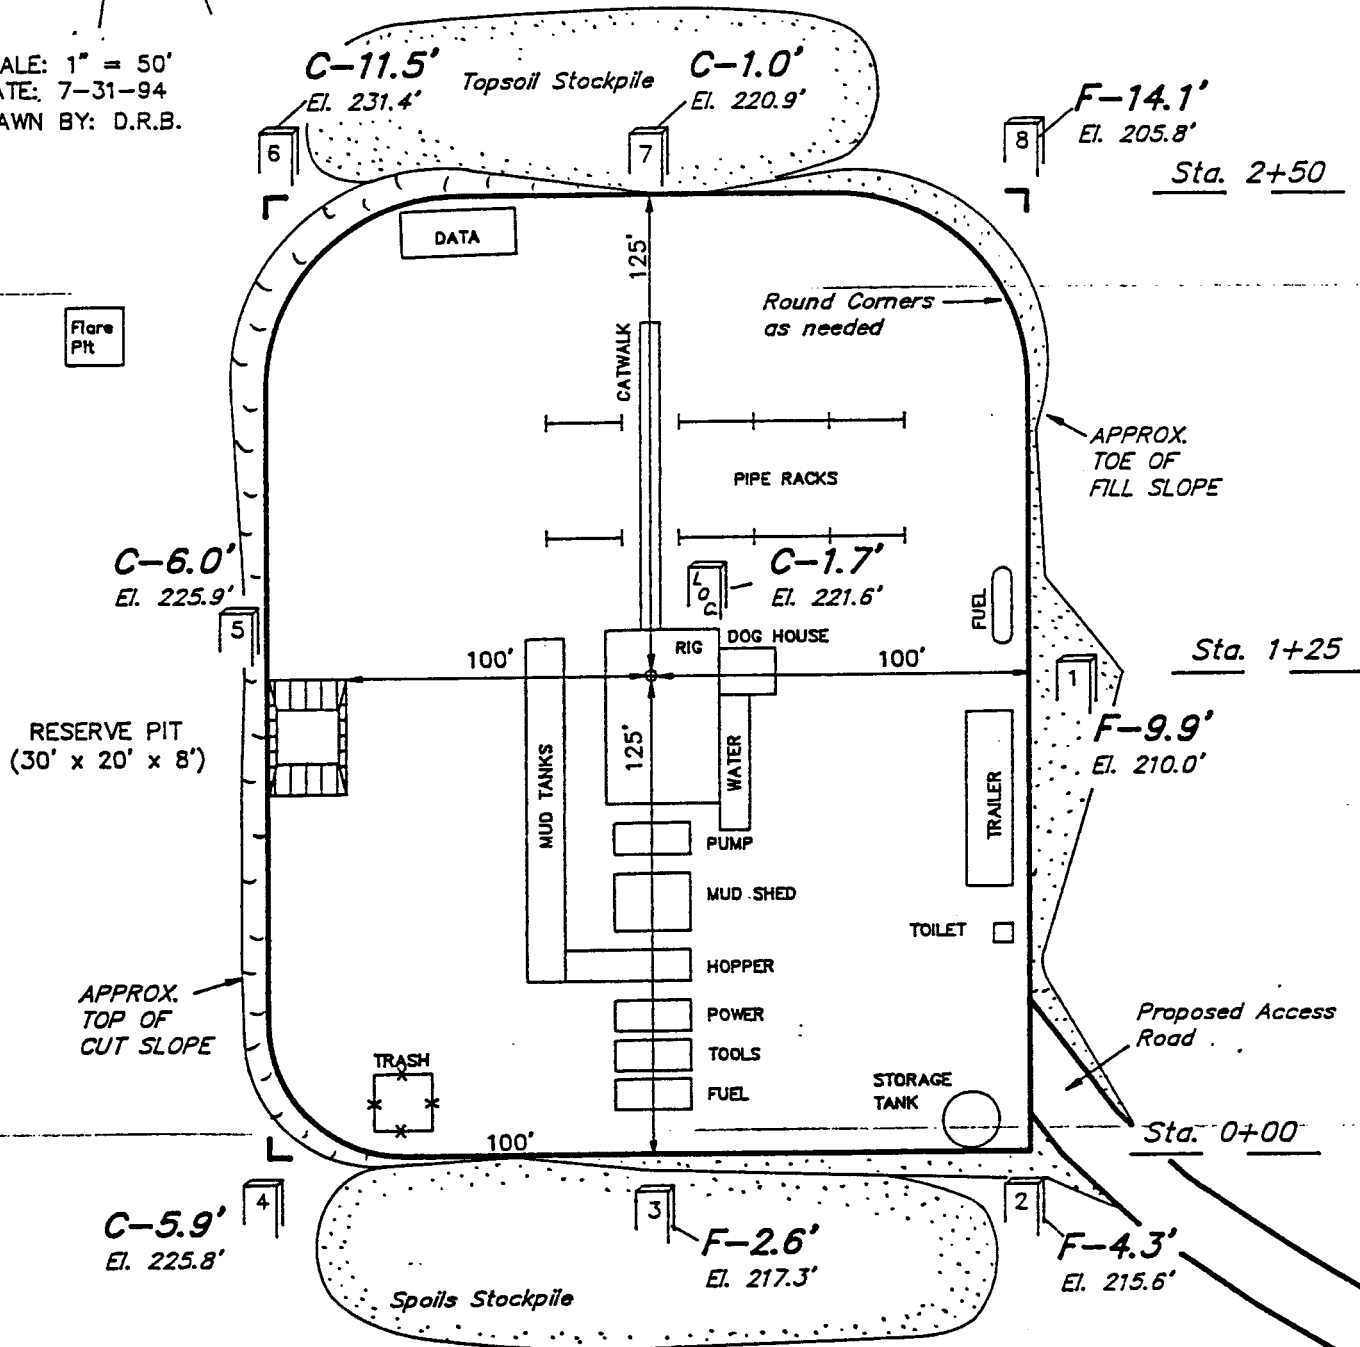 ALE: 1" = 50'
ATE: 7-31-94
AWN BY: D.R.B.
C-11.5'
El. 231.4'
6
Topsoil Stockpile
C-1.0'
El. 220.9'
7
F-14.1'
El. 205.8'
8
Sta. 2+50
DATA
125'
Round Corners
as needed
Flare
Pit
CATWALK
APPROX.
TOE OF
FILL SLOPE
PIPE RACKS
C-6.0'
El. 225.9'
5
LOC.
C-1.7'
El. 221.6'
FUEL
RIG
DOG HOUSE
100'
100'
Sta. 1+25
1
F-9.9'
El. 210.0'
RESERVE PIT
(30' x 20' x 8')
MUD TANKS
125'
WATER
TRAILER
PUMP
MUD SHED
TOILET
HOPPER
APPROX.
TOP OF
CUT SLOPE
POWER
TOOLS
FUEL
Proposed Access
Road
TRASH
STORAGE
TANK
100'
Sta. 0+00
4
C-5.9'
El. 225.8'
3
F-2.6'
El. 217.3'
2
F-4.3'
El. 215.6'
Spoils Stockpile